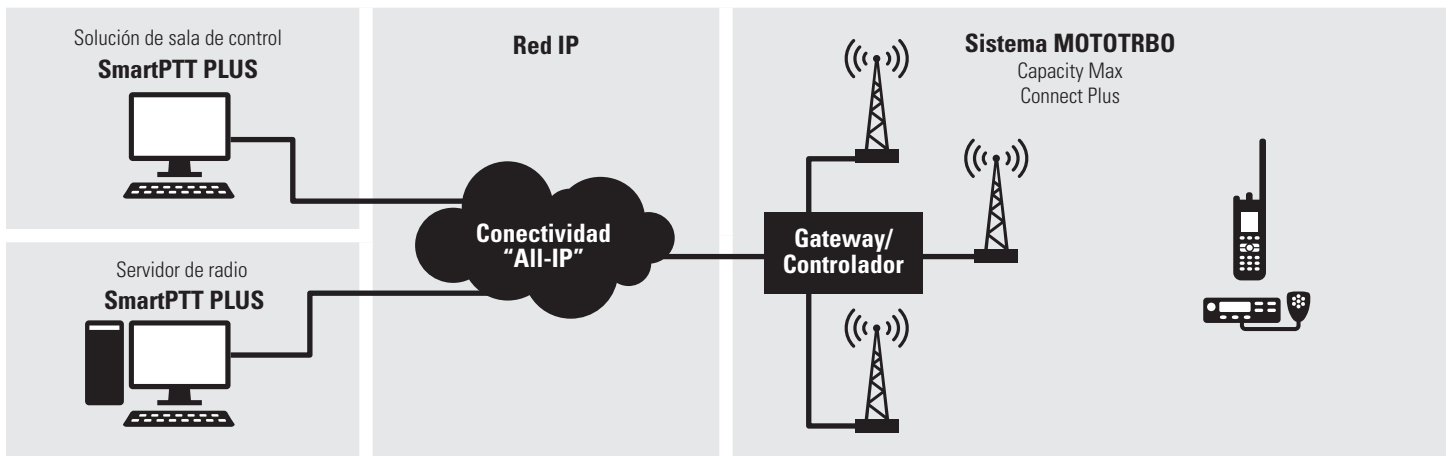 Solución de sala de control
SmartPTT PLUS
Servidor de radio
SmartPTT PLUS
Red IP
Conectividad
“All-IP”
Sistema MOTOTRBO
Capacity Max
Connect Plus
Gateway/
Controlador